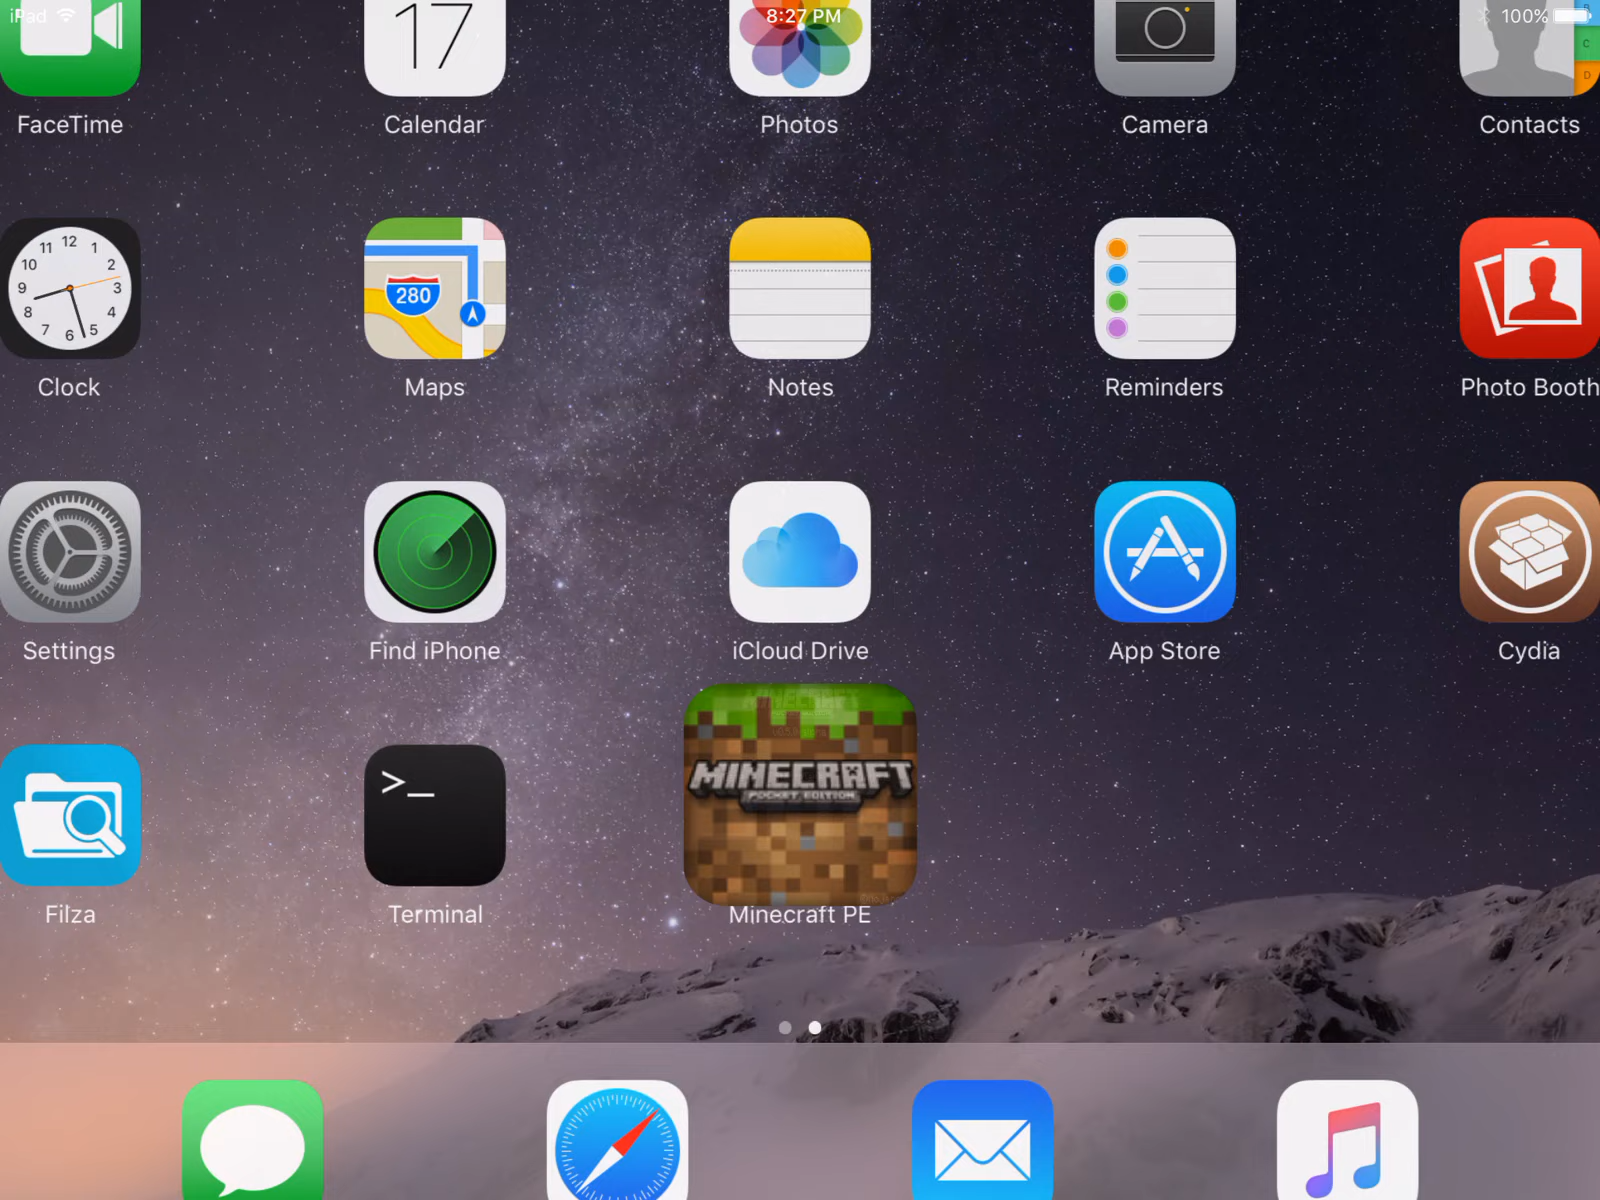 iPad 8:27 PM 100%
17
C
D
FaceTime Calendar Photos Camera Contacts
12
11 1
10 2
9 3
8 4
7 5
6
280
Clock Maps Notes Reminders Photo Booth
Settings Find iPhone iCloud Drive App Store Cydia
>_
MINECRAFT
POCKET EDITION
Filza Terminal Minecraft PE